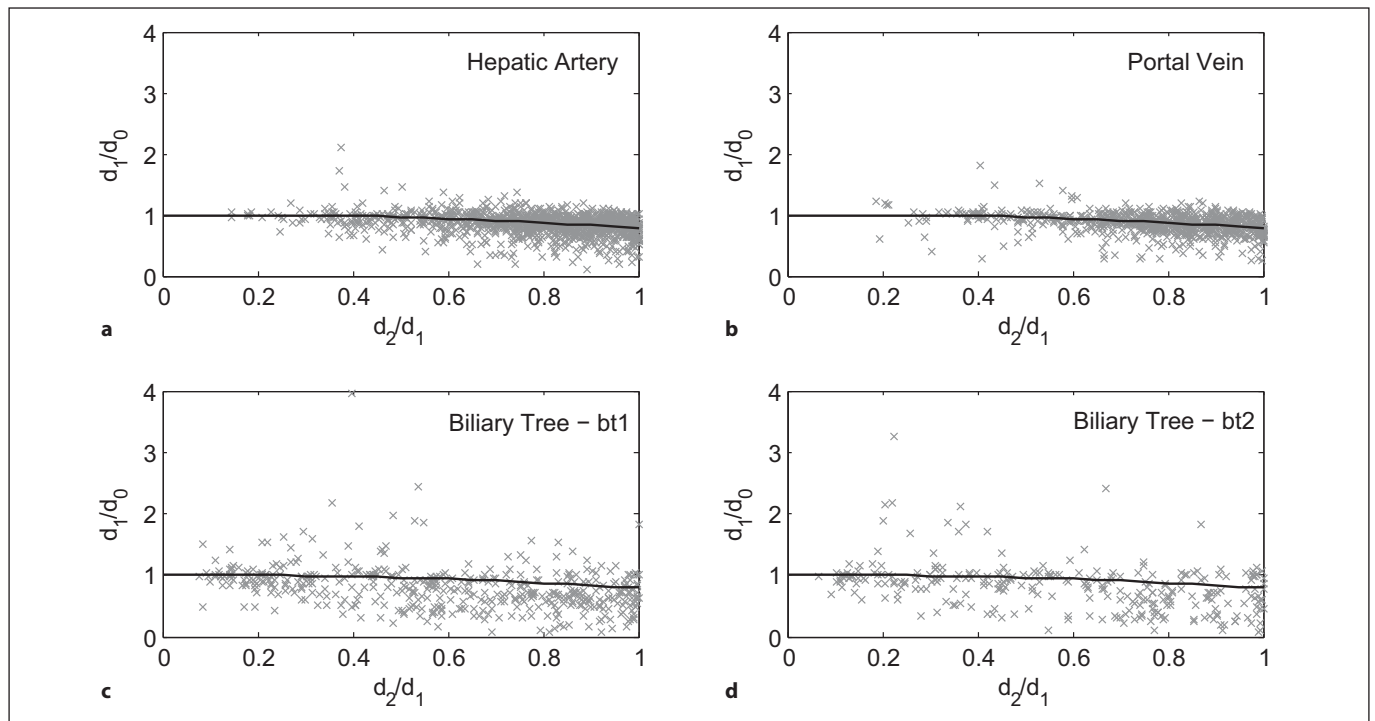 4
3
2
1
0
d1/d0
Hepatic Artery
0 0.2 0.4 0.6 0.8 1
d2/d1
a
4
3
2
1
0
d1/d0
Portal Vein
0 0.2 0.4 0.6 0.8 1
d2/d1
b
4
3
2
1
0
d1/d0
Biliary Tree − bt1
0 0.2 0.4 0.6 0.8 1
d2/d1
c
4
3
2
1
0
d1/d0
Biliary Tree − bt2
0 0.2 0.4 0.6 0.8 1
d2/d1
d